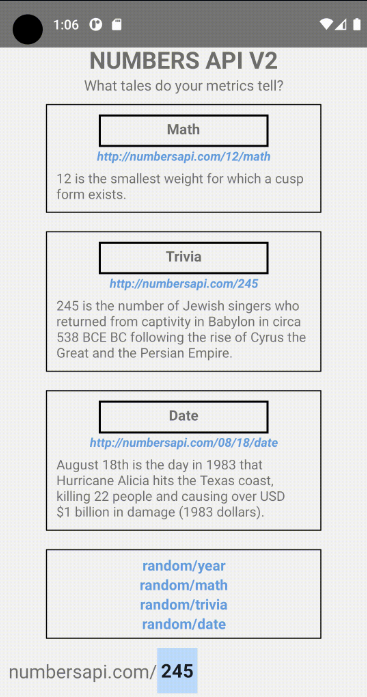 1:06
NUMBERS API V2
What tales do your metrics tell?
Math
http://numbersapi.com/12/math
12 is the smallest weight for which a cusp
form exists.
Trivia
http://numbersapi.com/245
245 is the number of Jewish singers who
returned from captivity in Babylon in circa
538 BCE BC following the rise of Cyrus the
Great and the Persian Empire.
Date
http://numbersapi.com/08/18/date
August 18th is the day in 1983 that
Hurricane Alicia hits the Texas coast,
killing 22 people and causing over USD
$1 billion in damage (1983 dollars).
random/year
random/math
random/trivia
random/date
numbersapi.com/245